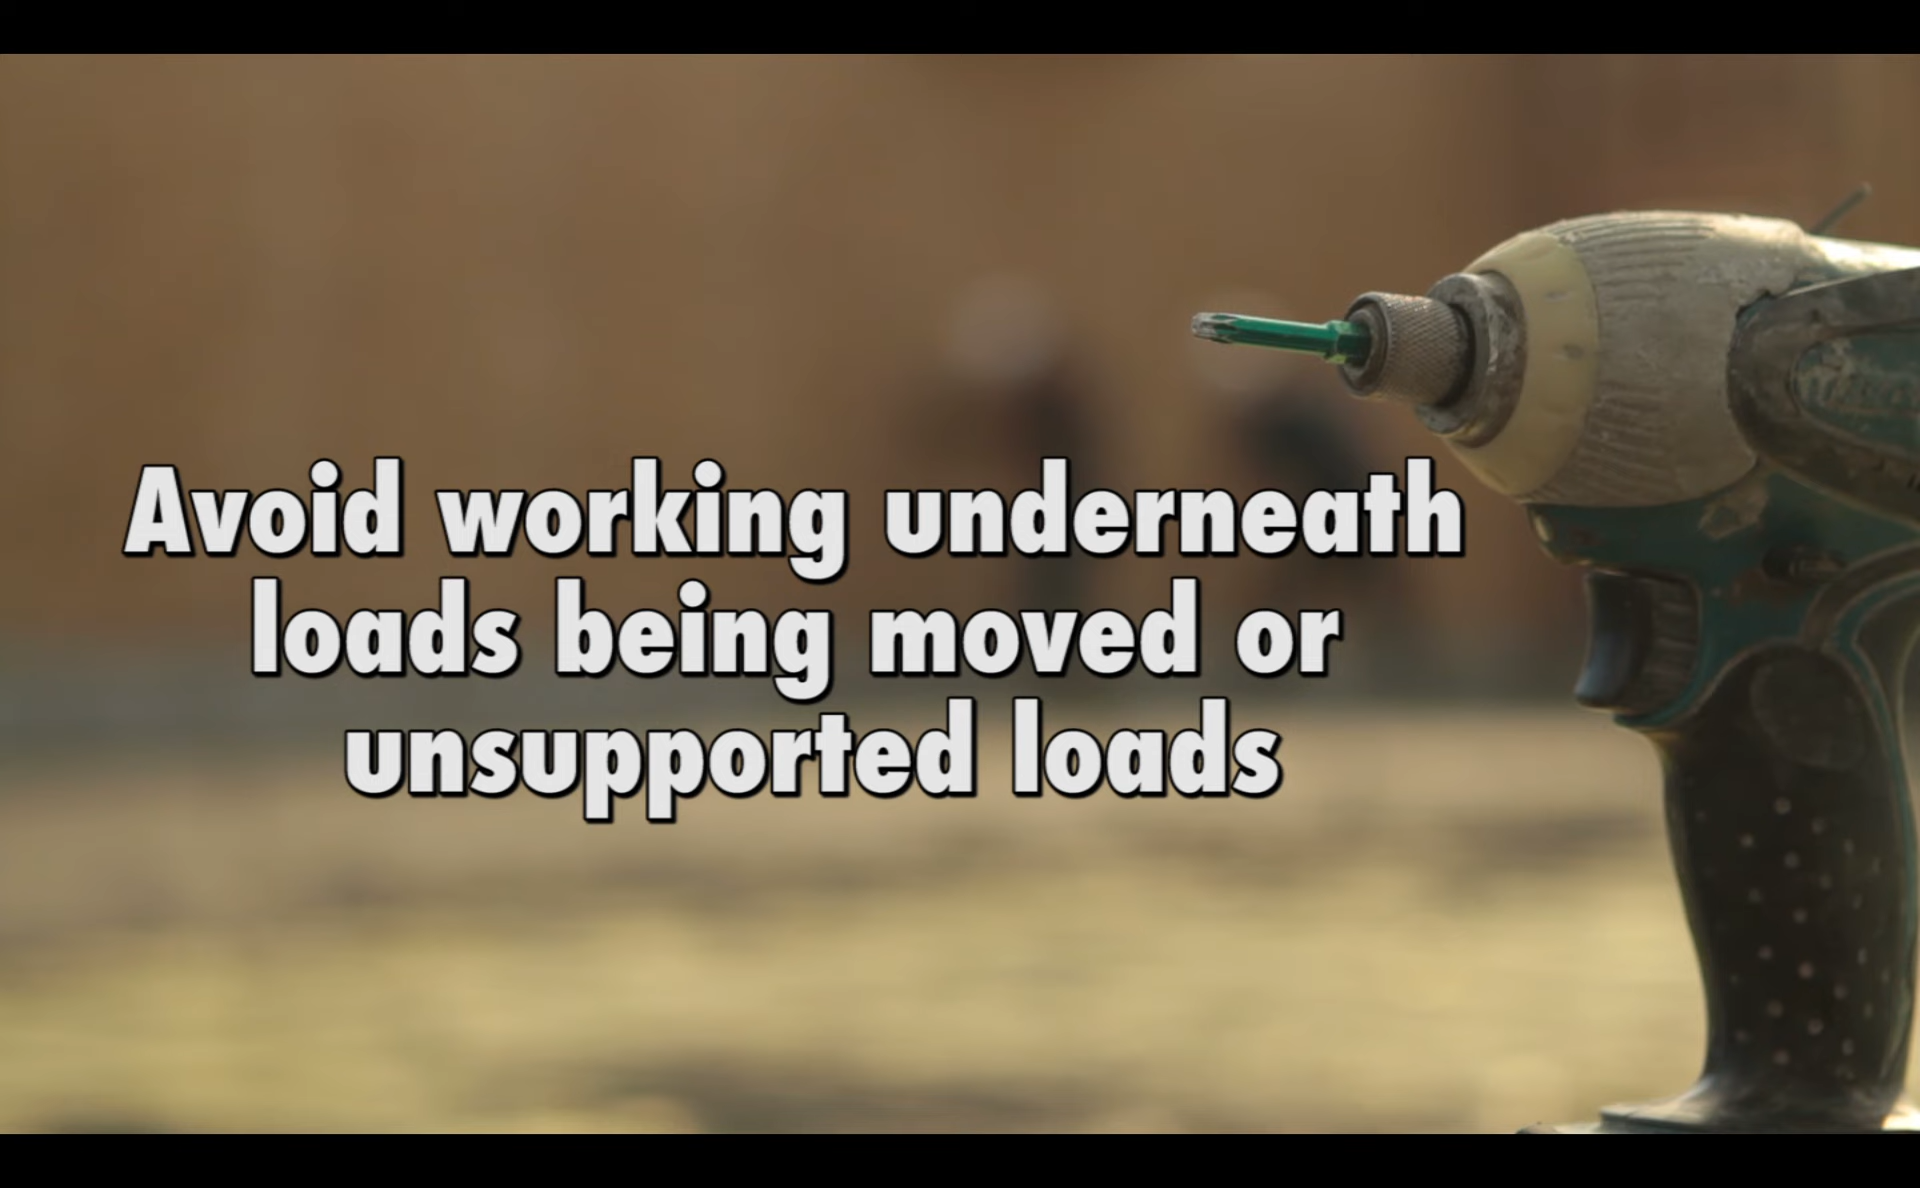 Avoid working underneath
loads being moved or
unsupported loads